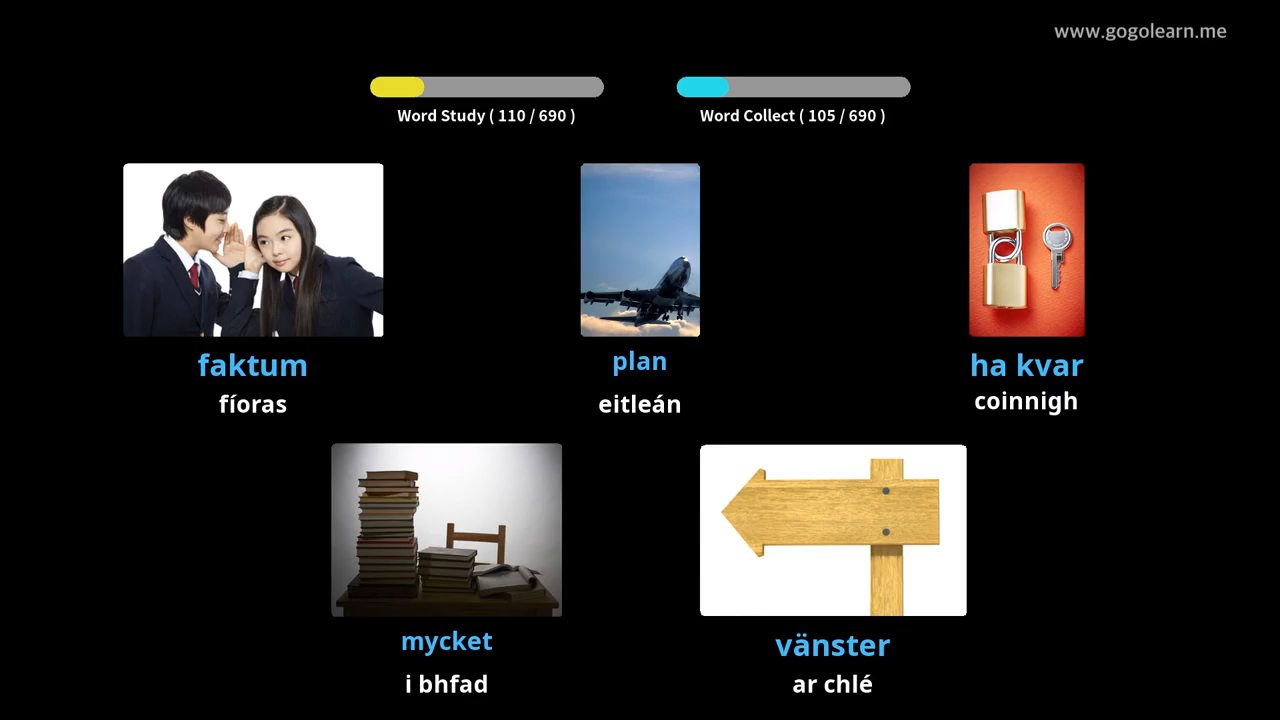 www.gogolearn.me
Word Study ( 110 / 690 )
Word Collect ( 105 / 690 )
faktum
fíoras
plan
eitleán
ha kvar
coinnigh
mycket
i bhfad
vänster
ar chlé